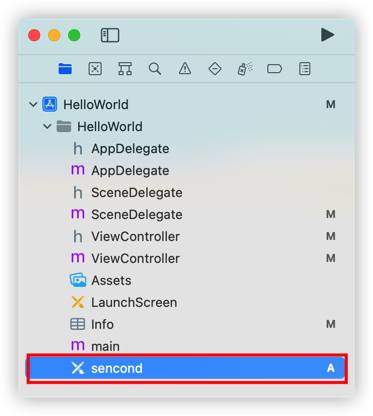 HelloWorld M
HelloWorld
h AppDelegate
m AppDelegate
h SceneDelegate
m SceneDelegate M
h ViewController M
m ViewController M
Assets
LaunchScreen
Info M
m main
sencond A